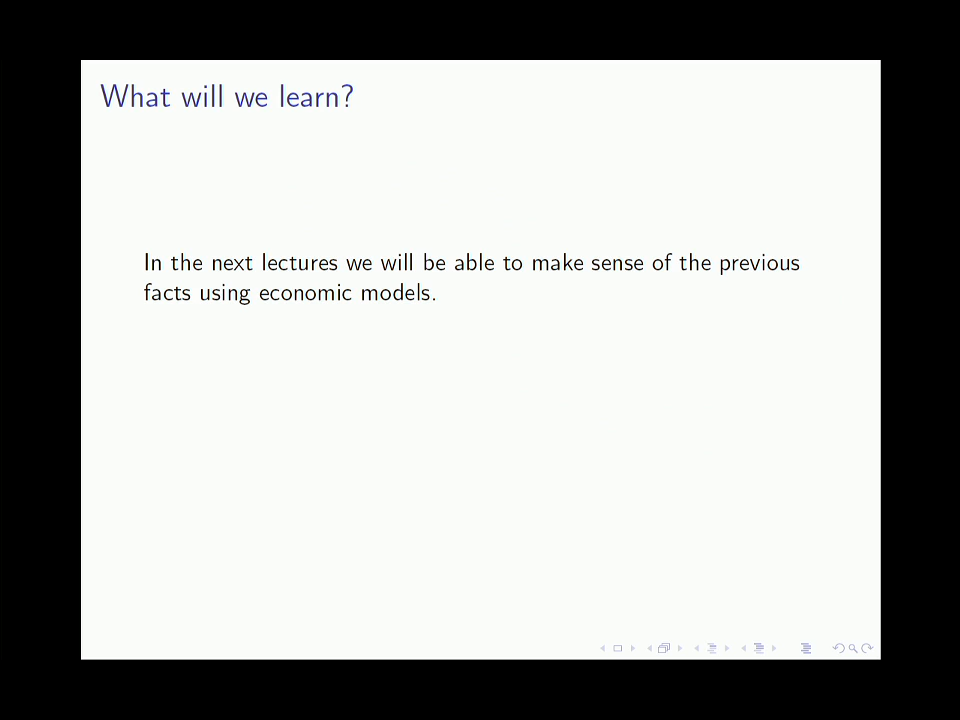 What will we learn?
In the next lectures we will be able to make sense of the previous
facts using economic models.